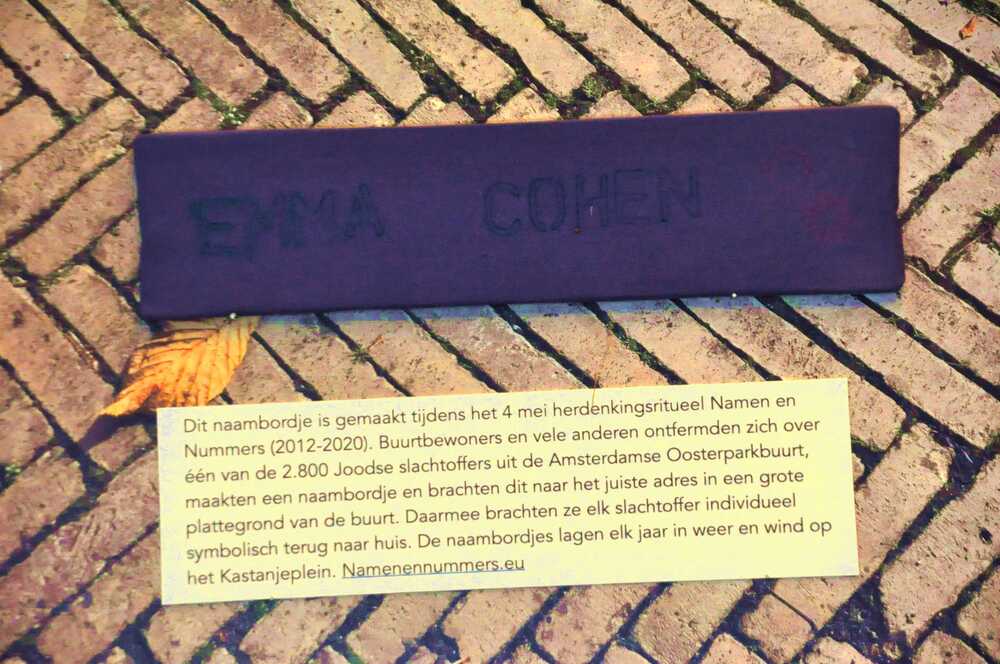 EMMA COHEN
Dit naambordje is gemaakt tijdens het 4 mei herdenkingsritueel Namen en
Nummers (2012-2020). Buurtbewoners en vele anderen ontfermden zich over
één van de 2.800 Joodse slachtoffers uit de Amsterdamse Oosterparkbuurt,
maakten een naambordje en brachten dit naar het juiste adres in een grote
plattegrond van de buurt. Daarmee brachten ze elk slachtoffer individueel
symbolisch terug naar huis. De naambordjes lagen elk jaar in weer en wind op
het Kastanjeplein. Namenennummers.eu